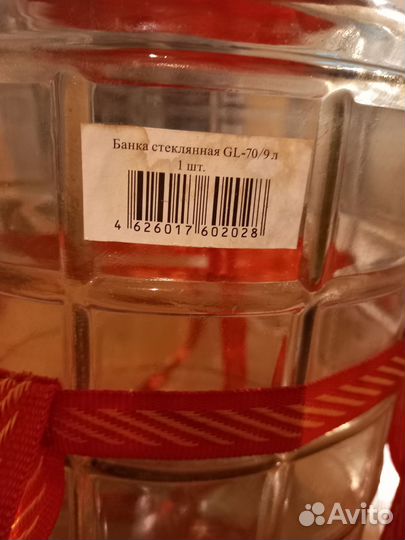 Банка стеклянная GL-70/9 л
1 шт.
4 626017 602028
Avito